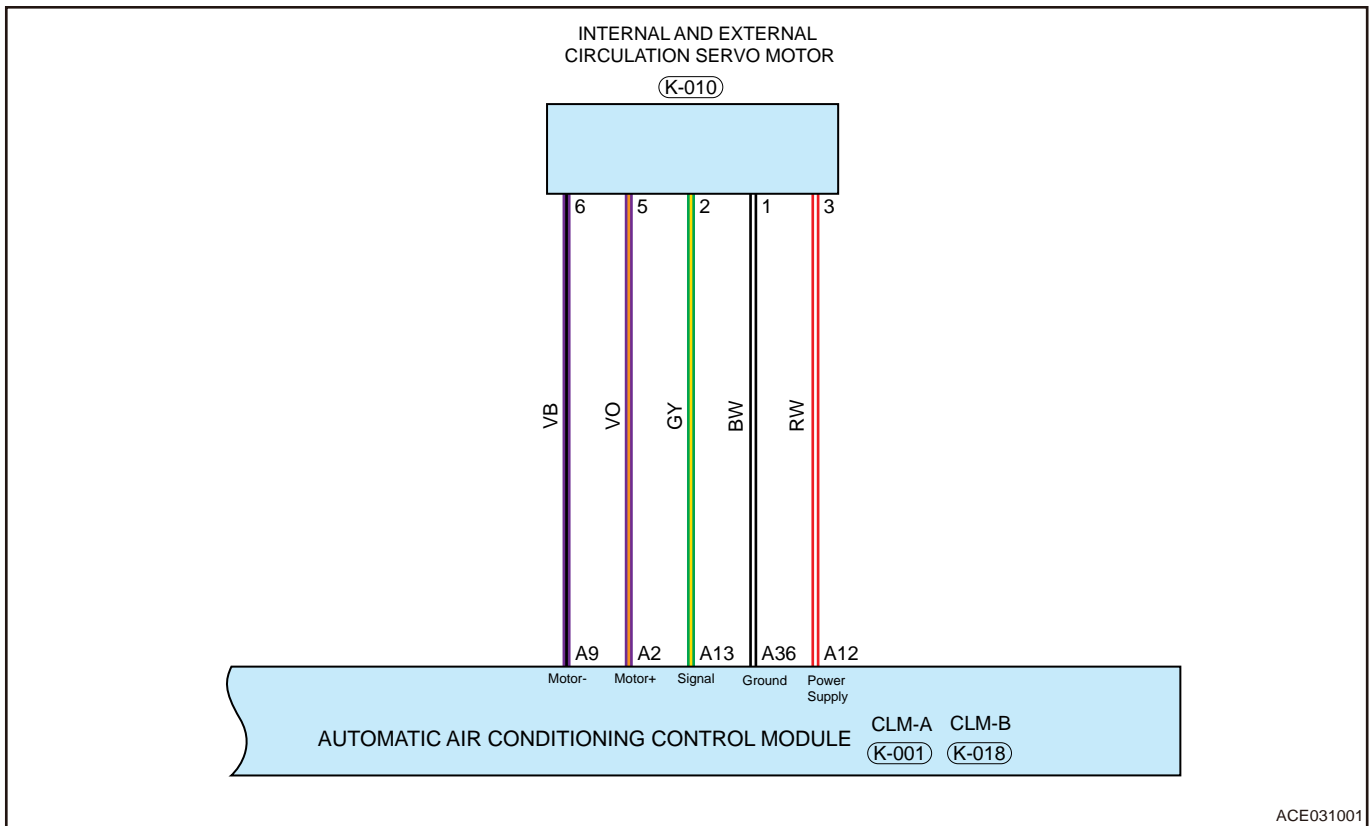 INTERNAL AND EXTERNAL
CIRCULATION SERVO MOTOR
K-010
6 5 2 1 3
VB VO GY BW RW
A9 A2 A13 A36 A12
Motor- Motor+ Signal Ground Power
Supply
AUTOMATIC AIR CONDITIONING CONTROL MODULE
CLM-A CLM-B
K-001 K-018
ACE031001